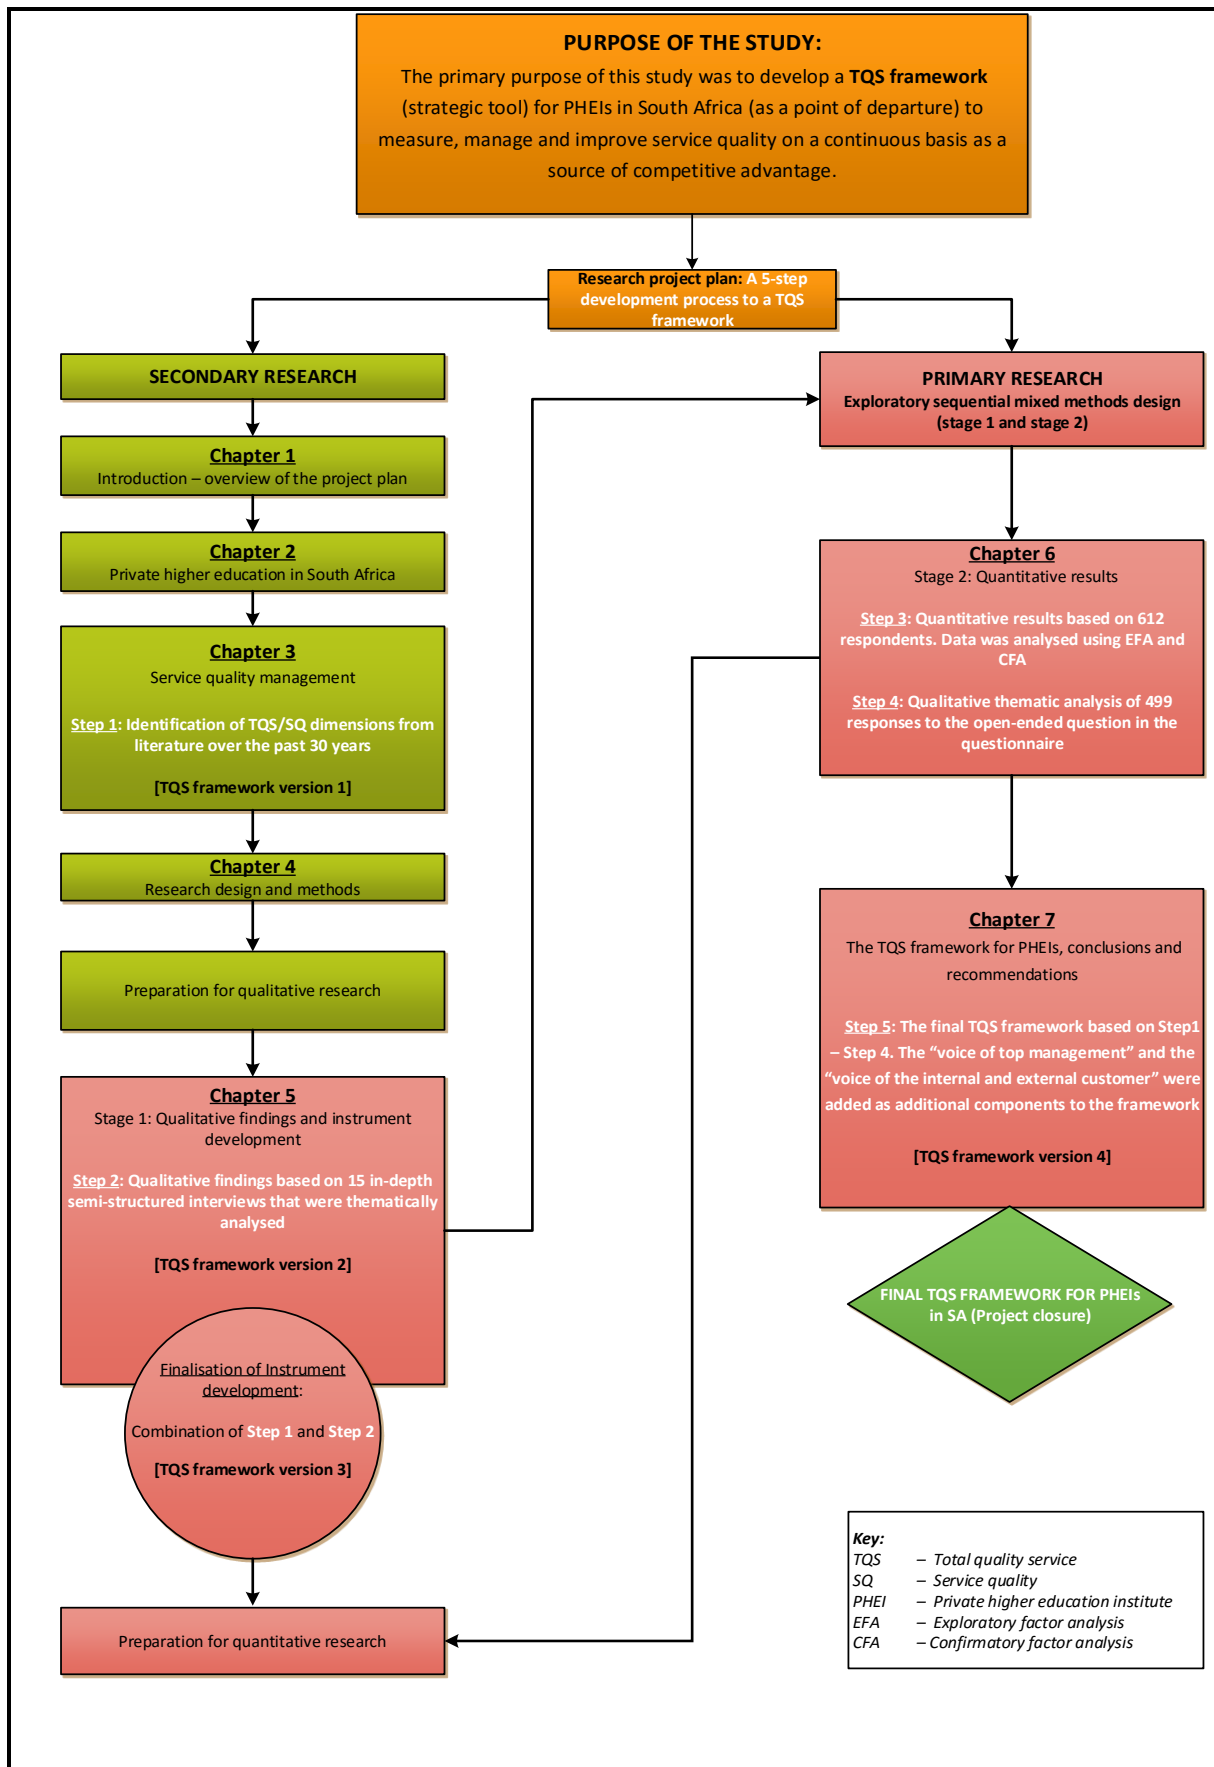 PURPOSE OF THE STUDY:
The primary purpose of this study was to develop a TQS framework
(strategic tool) for PHEIs in South Africa (as a point of departure) to
measure, manage and improve service quality on a continuous basis as a
source of competitive advantage.
Research project plan: A 5-step
development process to a TQS
framework
SECONDARY RESEARCH
Chapter 1
Introduction – overview of the project plan
Chapter 2
Private higher education in South Africa
Chapter 3
Service quality management
Step 1: Identification of TQS/SQ dimensions from
literature over the past 30 years
[TQS framework version 1]
Chapter 4
Research design and methods
Preparation for qualitative research
Chapter 5
Stage 1: Qualitative findings and instrument
development
Step 2: Qualitative findings based on 15 in-depth
semi-structured interviews that were thematically
analysed
[TQS framework version 2]
Finalisation of Instrument
development:
Combination of Step 1 and Step 2
[TQS framework version 3]
Preparation for quantitative research
PRIMARY RESEARCH
Exploratory sequential mixed methods design
(stage 1 and stage 2)
Chapter 6
Stage 2: Quantitative results
Step 3: Quantitative results based on 612
respondents. Data was analysed using EFA and
CFA
Step 4: Qualitative thematic analysis of 499
responses to the open-ended question in the
questionnaire
Chapter 7
The TQS framework for PHEIs, conclusions and
recommendations
Step 5: The final TQS framework based on Step1
– Step 4. The “voice of top management” and the
“voice of the internal and external customer” were
added as additional components to the framework
[TQS framework version 4]
FINAL TQS FRAMEWORK FOR PHEIs
in SA (Project closure)
Key:
TQS – Total quality service
SQ – Service quality
PHEI – Private higher education institute
EFA – Exploratory factor analysis
CFA – Confirmatory factor analysis